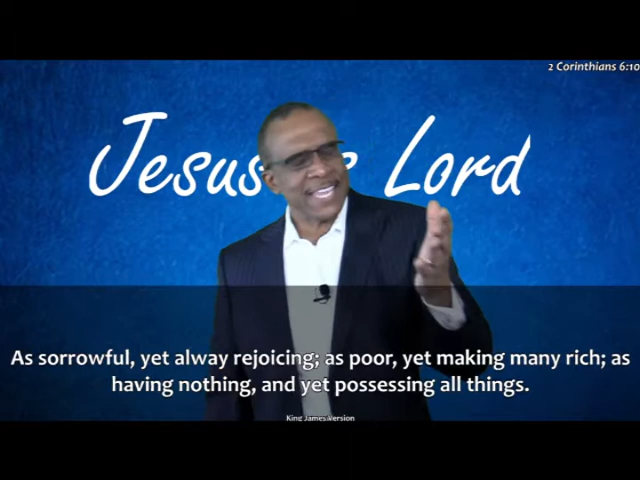 2 Corinthians 6:10
Jesus Lord
As sorrowful, yet alway rejoicing; as poor, yet making many rich; as
having nothing, and yet possessing all things.
King James Version